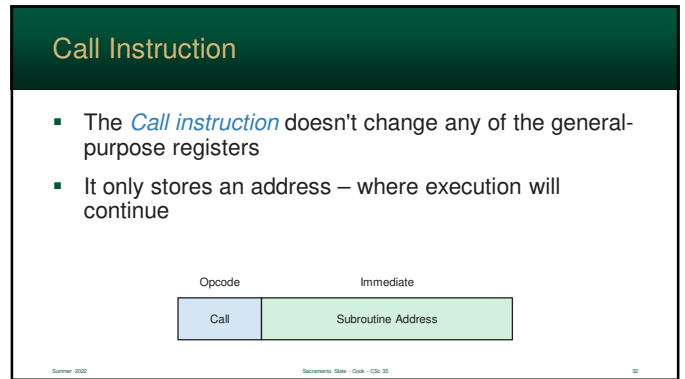 Call Instruction
▪ The Call instruction doesn't change any of the general-
purpose registers
▪ It only stores an address – where execution will
continue
Opcode Immediate
Call Subroutine Address
Summer 2022 Sacramento State - Cook - CSc 35 32